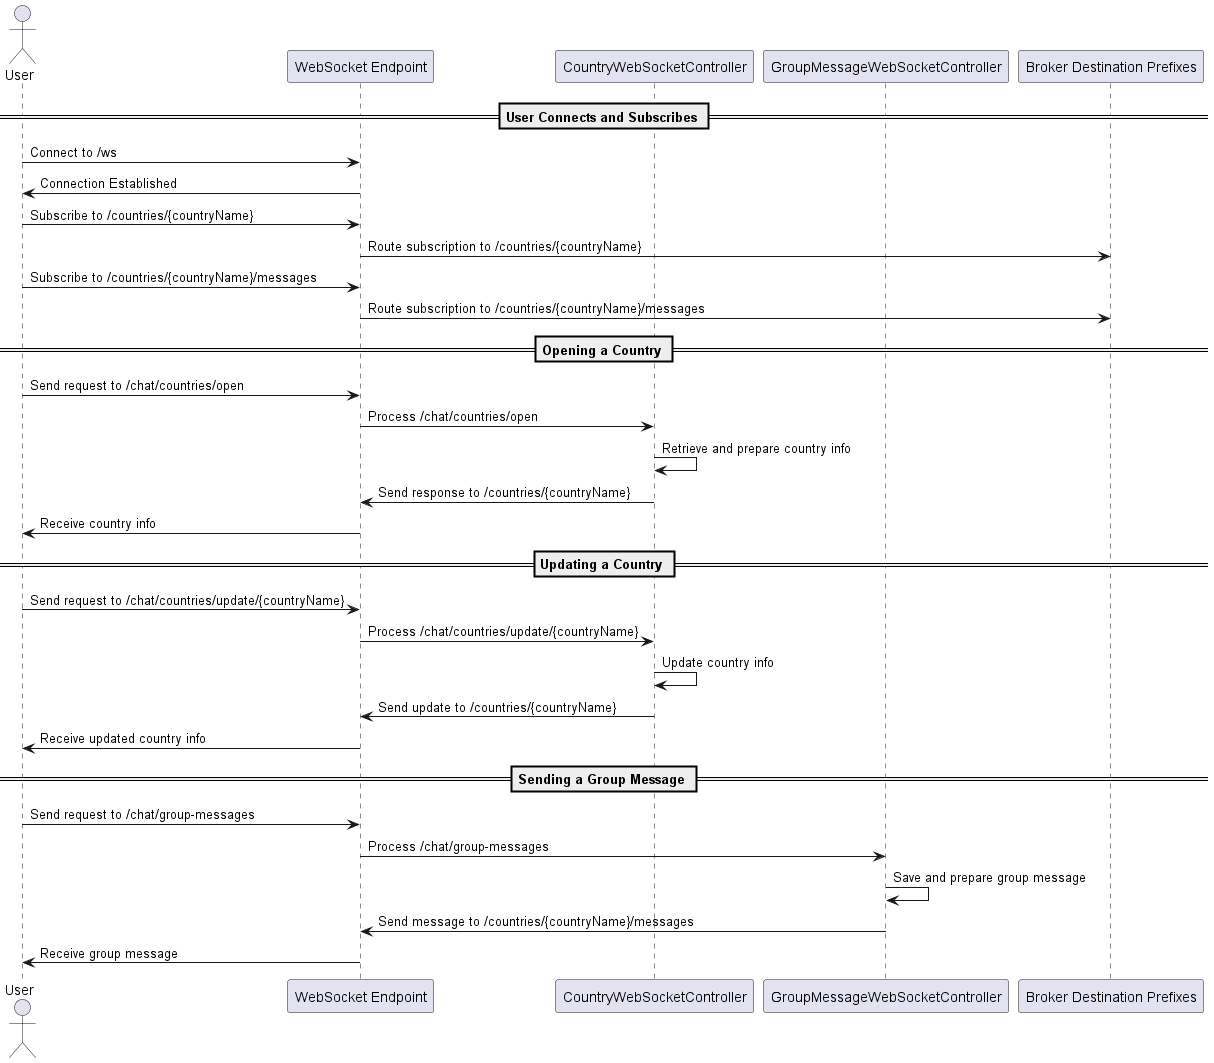 User
WebSocket Endpoint
CountryWebSocketController
GroupMessageWebSocketController
Broker Destination Prefixes
User Connects and Subscribes
Connect to /ws
Connection Established
Subscribe to /countries/{countryName}
Route subscription to /countries/{countryName}
Subscribe to /countries/{countryName}/messages
Route subscription to /countries/{countryName}/messages
Opening a Country
Send request to /chat/countries/open
Process /chat/countries/open
Retrieve and prepare country info
Send response to /countries/{countryName}
Receive country info
Updating a Country
Send request to /chat/countries/update/{countryName}
Process /chat/countries/update/{countryName}
Update country info
Send update to /countries/{countryName}
Receive updated country info
Sending a Group Message
Send request to /chat/group-messages
Process /chat/group-messages
Save and prepare group message
Send message to /countries/{countryName}/messages
Receive group message
User
WebSocket Endpoint
CountryWebSocketController
GroupMessageWebSocketController
Broker Destination Prefixes